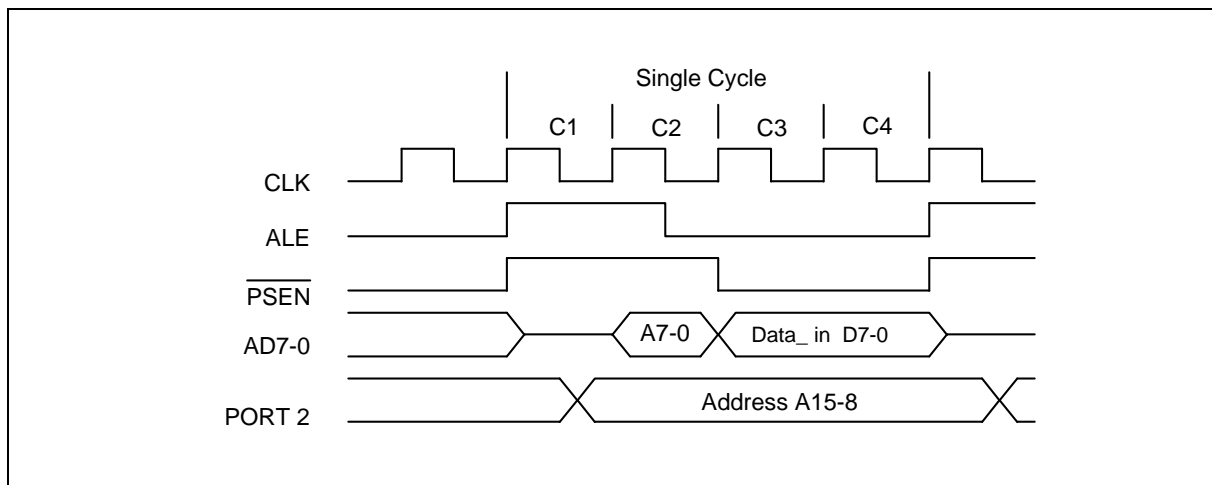 Single Cycle
C1 C2 C3 C4
CLK
ALE
PSEN
AD7-0 A7-0 Data_ in D7-0
PORT 2 Address A15-8